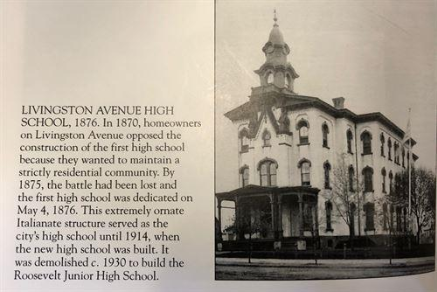 LIVINGSTON AVENUE HIGH
SCHOOL, 1876. In 1870, homeowners
on Livingston Avenue opposed the
construction of the first high school
because they wanted to maintain a
strictly residential community. By
1875, the battle had been lost and
the first high school was dedicated on
May 4, 1876. This extremely ornate
Italianate structure served as the
city's high school until 1914, when
the new high school was built. It
was demolished c. 1930 to build the
Roosevelt Junior High School.